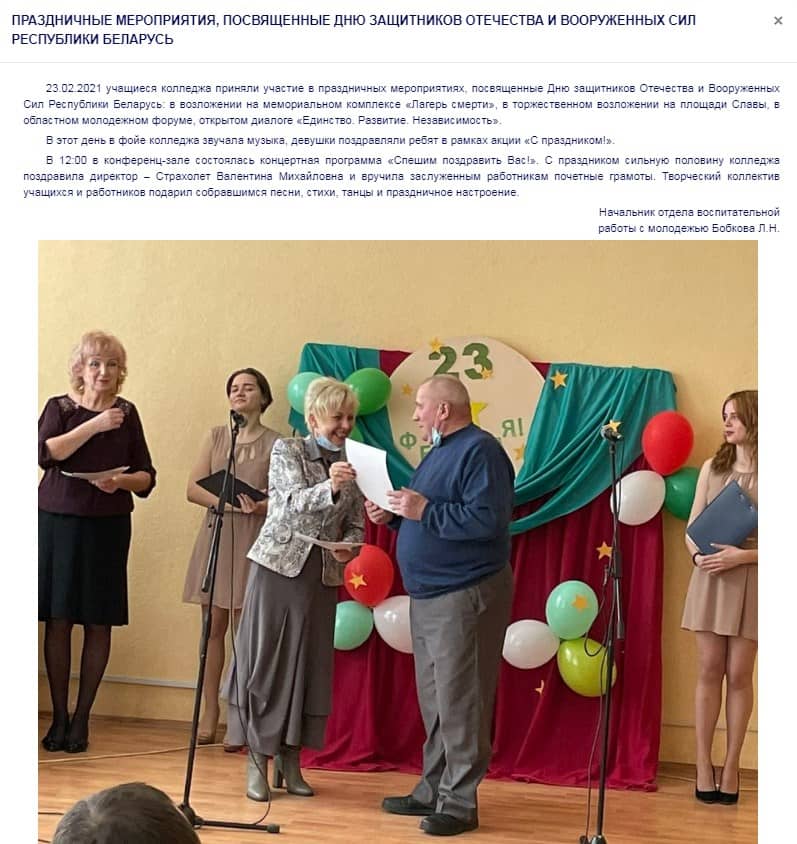 ПРАЗДНИЧНЫЕ МЕРОПРИЯТИЯ, ПОСВЯЩЕННЫЕ ДНЮ ЗАЩИТНИКОВ ОТЕЧЕСТВА И ВООРУЖЕННЫХ СИЛ
РЕСПУБЛИКИ БЕЛАРУСЬ
×
23.02.2021 учащиеся колледжа приняли участие в праздничных мероприятиях, посвященные Дню защитников Отечества и Вооруженных
Сил Республики Беларусь: в возложении на мемориальном комплексе «Лагерь смерти», в торжественном возложении на площади Славы, в
областном молодежном форуме, открытом диалоге «Единство. Развитие. Независимость».
В этот день в фойе колледжа звучала музыка, девушки поздравляли ребят в рамках акции «С праздником!».
В 12:00 в конференц-зале состоялась концертная программа «Спешим поздравить Вас!». С праздником сильную половину колледжа
поздравила директор – Страхолет Валентина Михайловна и вручила заслуженным работникам почетные грамоты. Творческий коллектив
учащихся и работников подарил собравшимся песни, стихи, танцы и праздничное настроение.
Начальник отдела воспитательной
работы с молодежью Бобкова Л.Н.
23